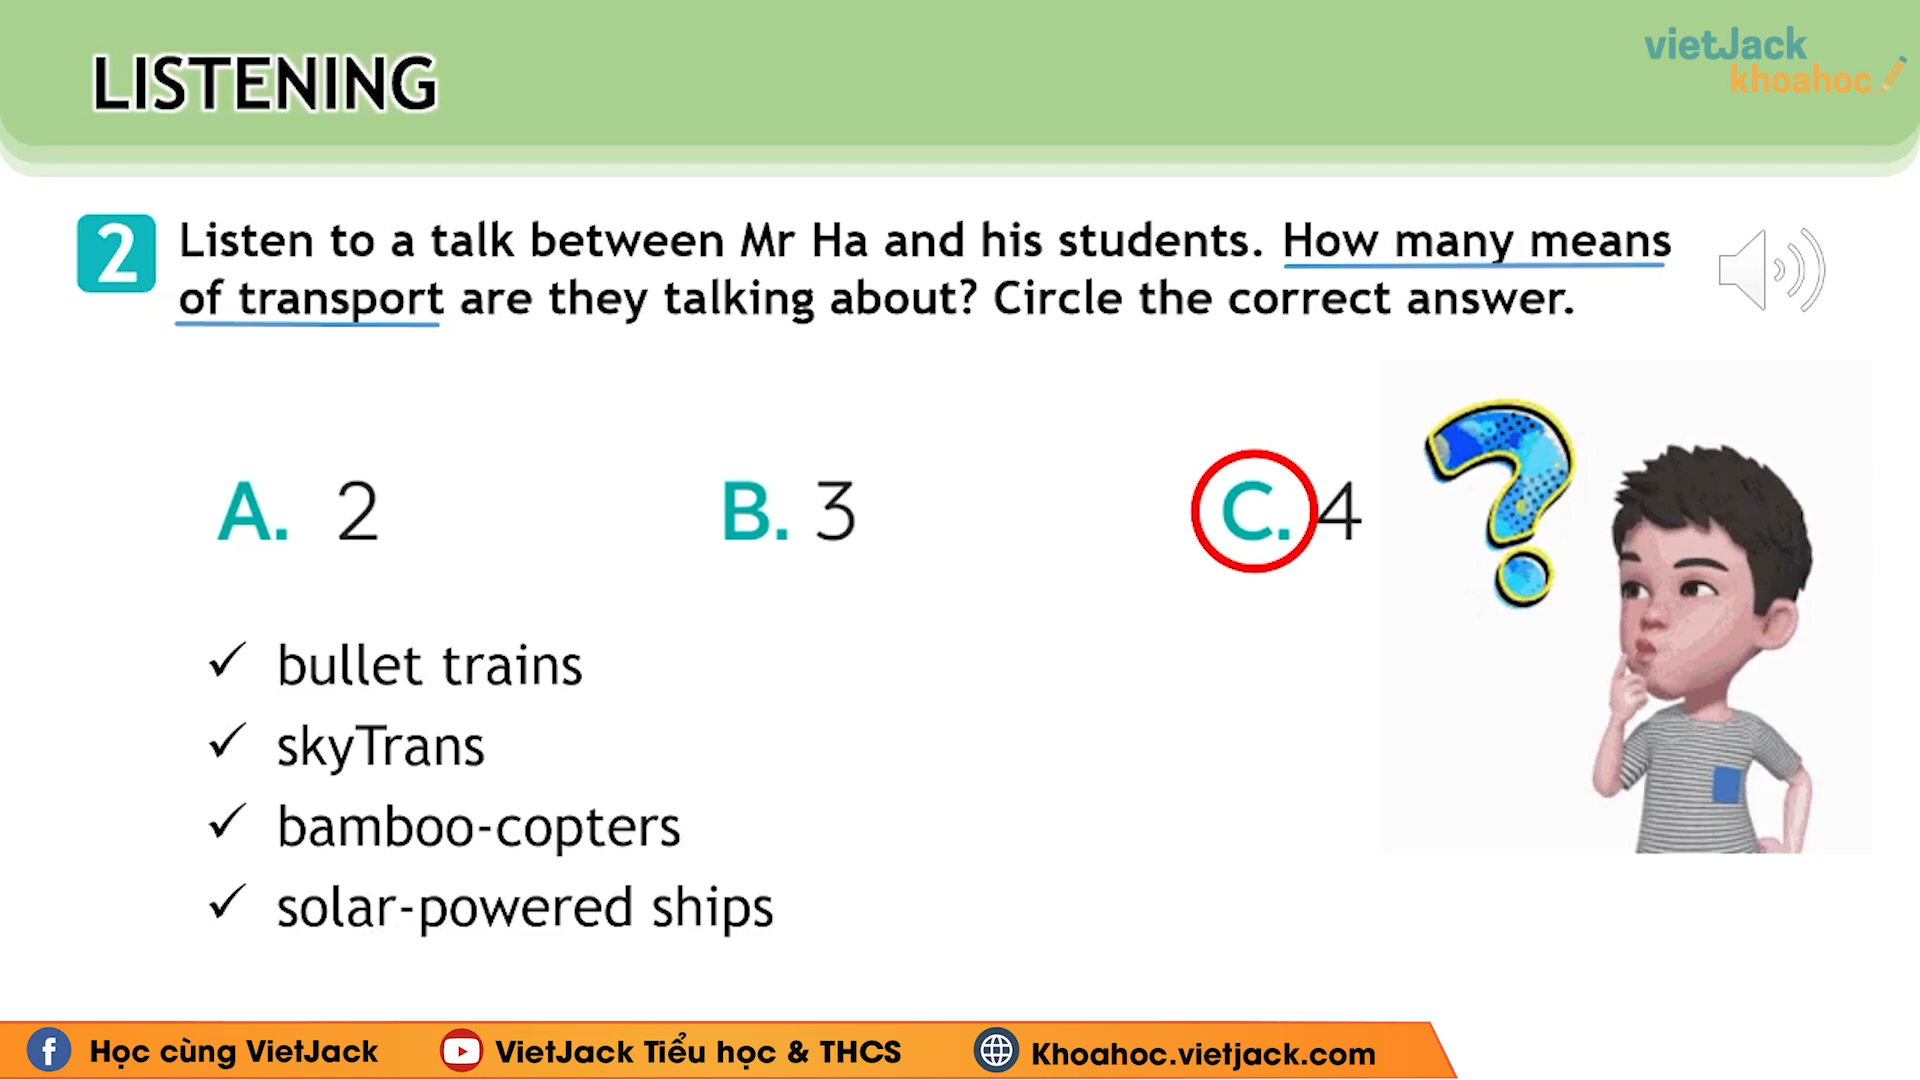 LISTENING
vietJack
khoahoc
2 Listen to a talk between Mr Ha and his students. How many means
of transport are they talking about? Circle the correct answer.
A. 2 B. 3 C. 4
✓ bullet trains
✓ skyTrans
✓ bamboo-copters
✓ solar-powered ships
Học cùng VietJack VietJack Tiểu học & THCS Khoahoc.vietjack.com